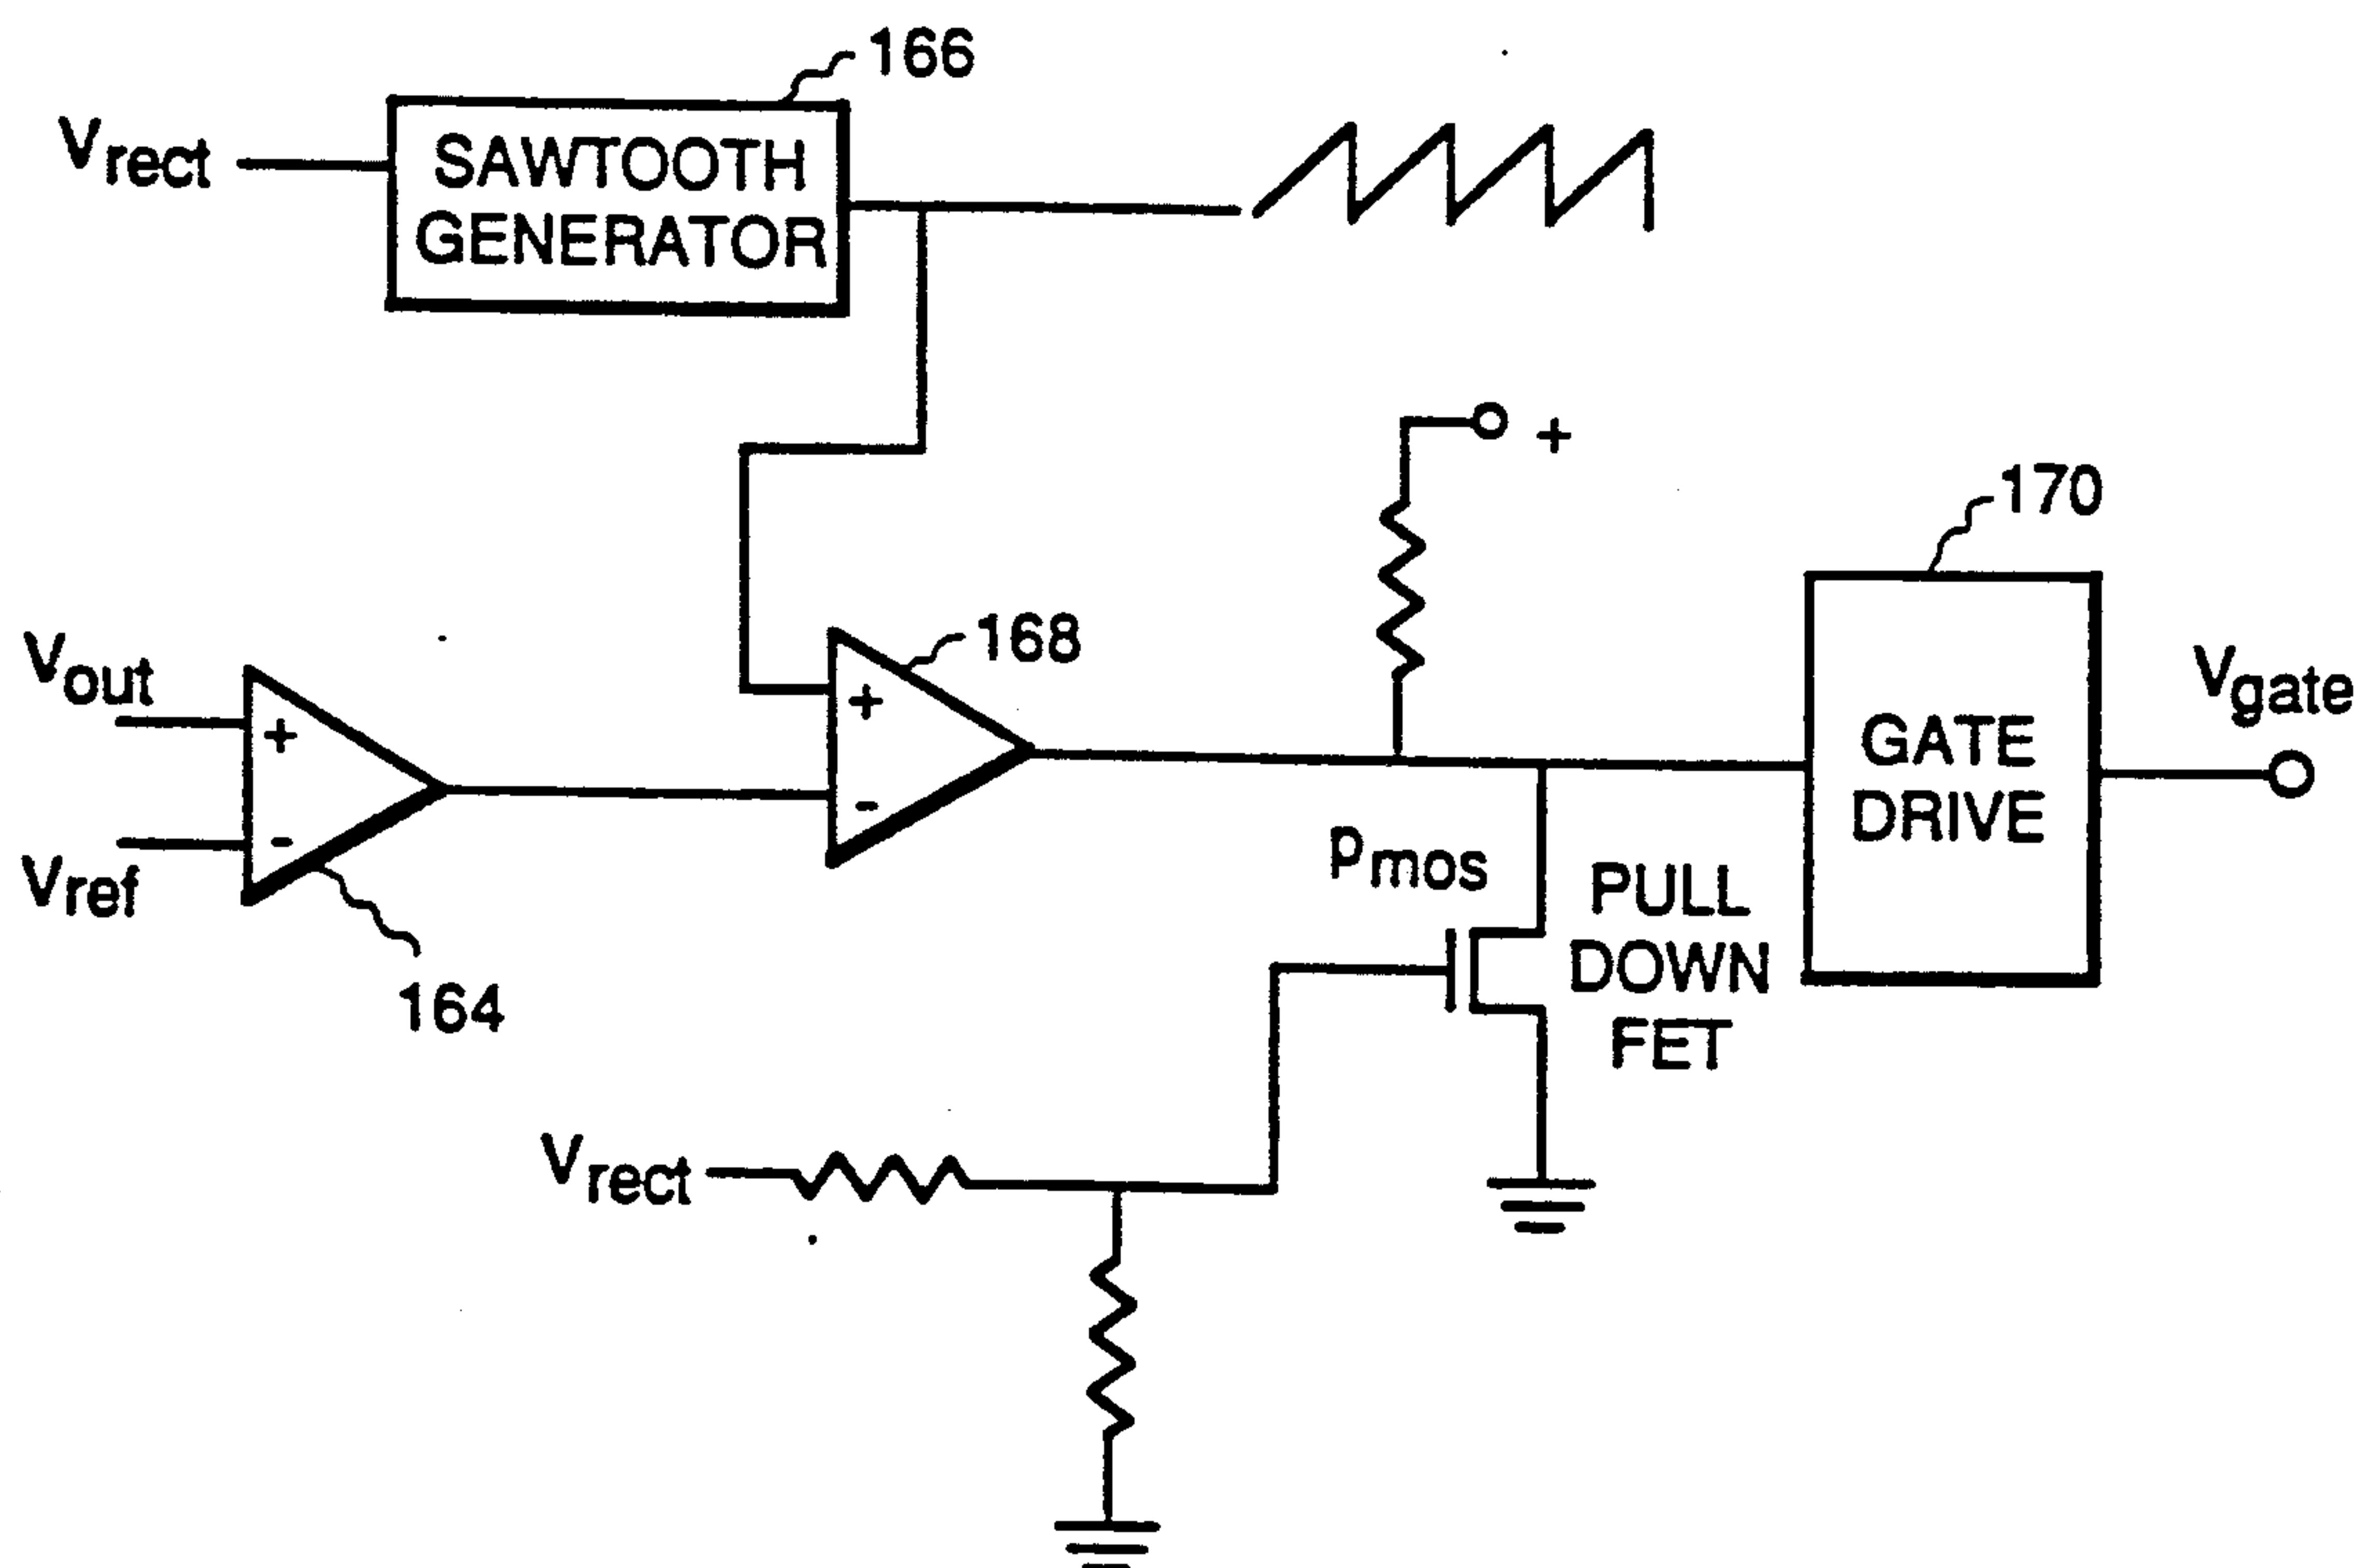 166
Vrect
SAWTOOTH
GENERATOR
+
170
168
Vout
+
+
Vgate
GATE
DRIVE
-
-
Vref
Pmos
PULL
DOWN
FET
164
Vrect